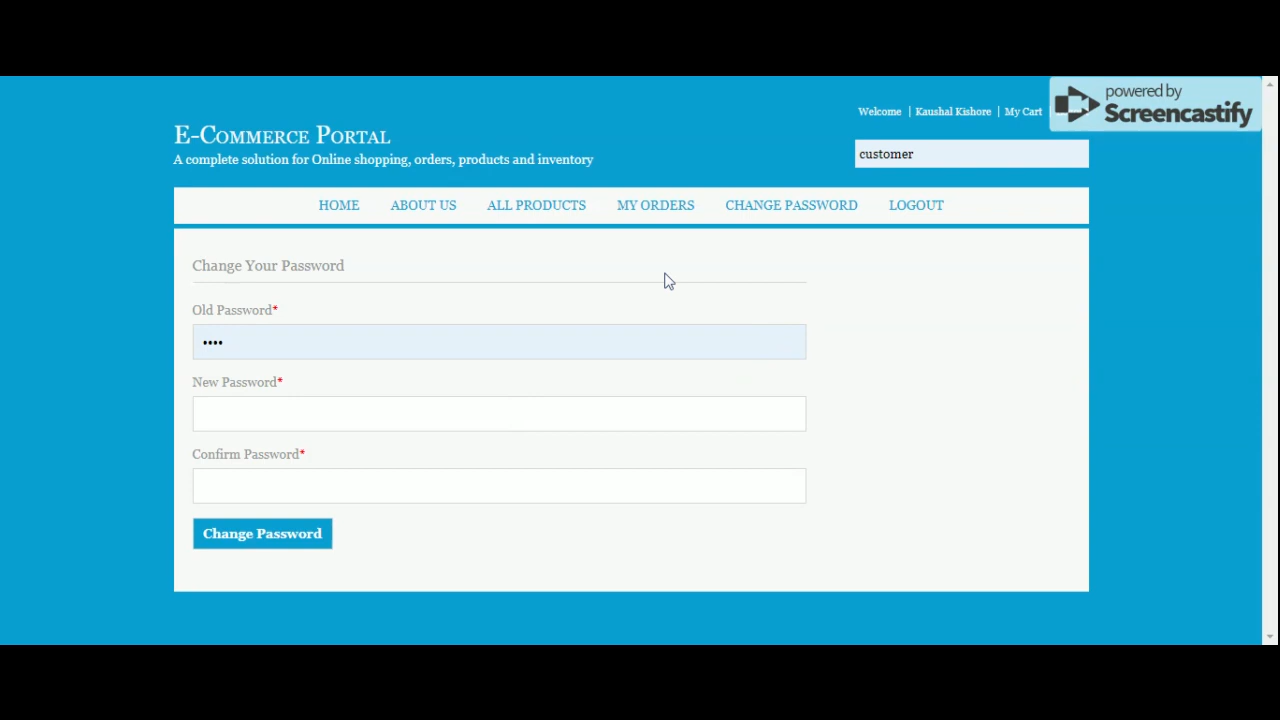 powered by
Screencastify
Welcome | Kaushal Kishore | My Cart
E-Commerce Portal
A complete solution for Online shopping, orders, products and inventory
customer
HOME ABOUT US ALL PRODUCTS MY ORDERS CHANGE PASSWORD LOGOUT
Change Your Password
Old Password*
••••
New Password*
Confirm Password*
Change Password